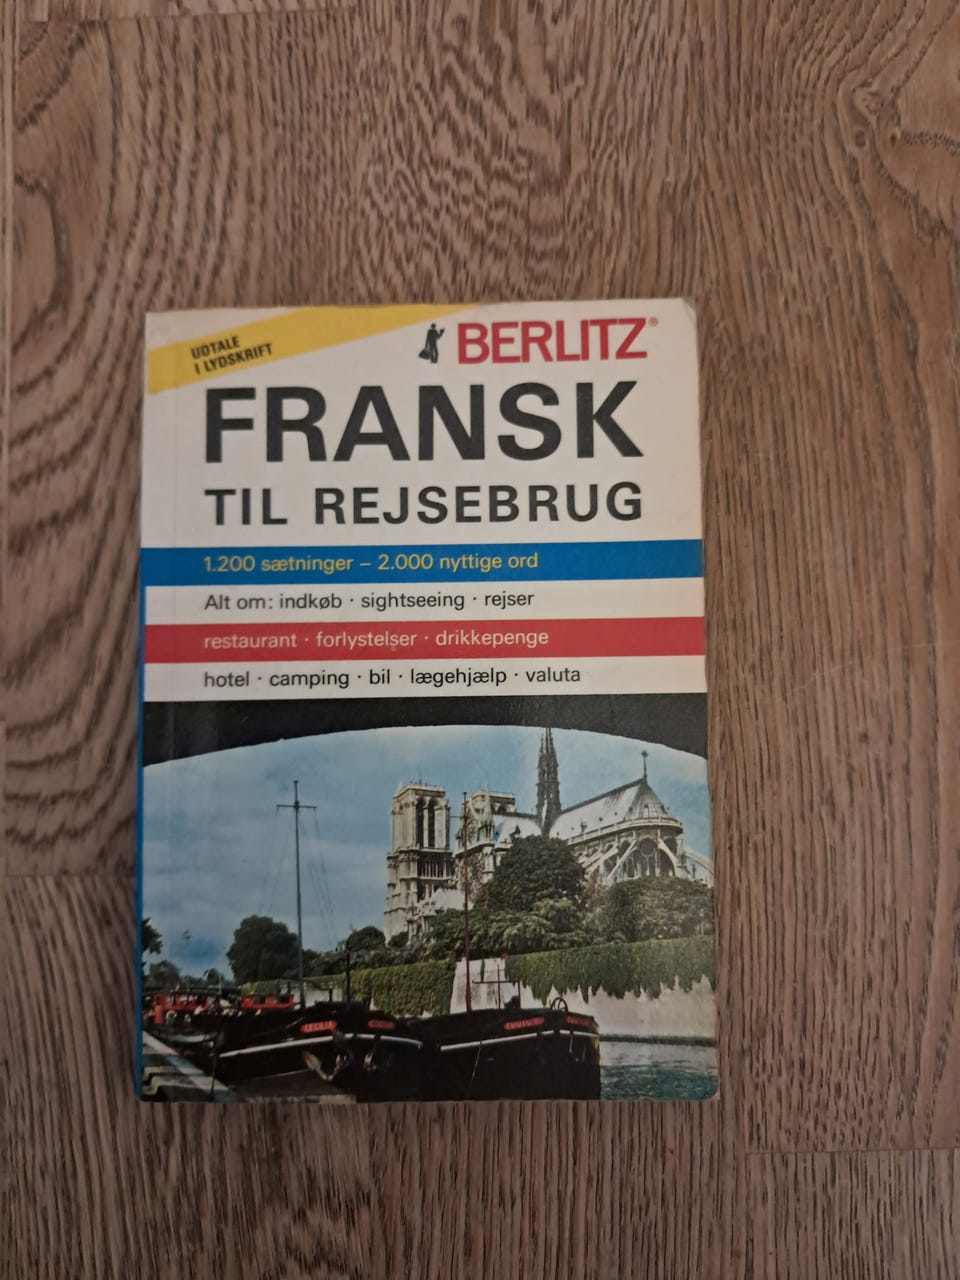 UDTALE
I LYDSKRIFT
BERLITZ®
FRANSK
TIL REJSEBRUG
1.200 sætninger – 2.000 nyttige ord
Alt om: indkøb · sightseeing · rejser
restaurant · forlystelser · drikkepenge
hotel · camping · bil · lægehjælp · valuta
CECILIA